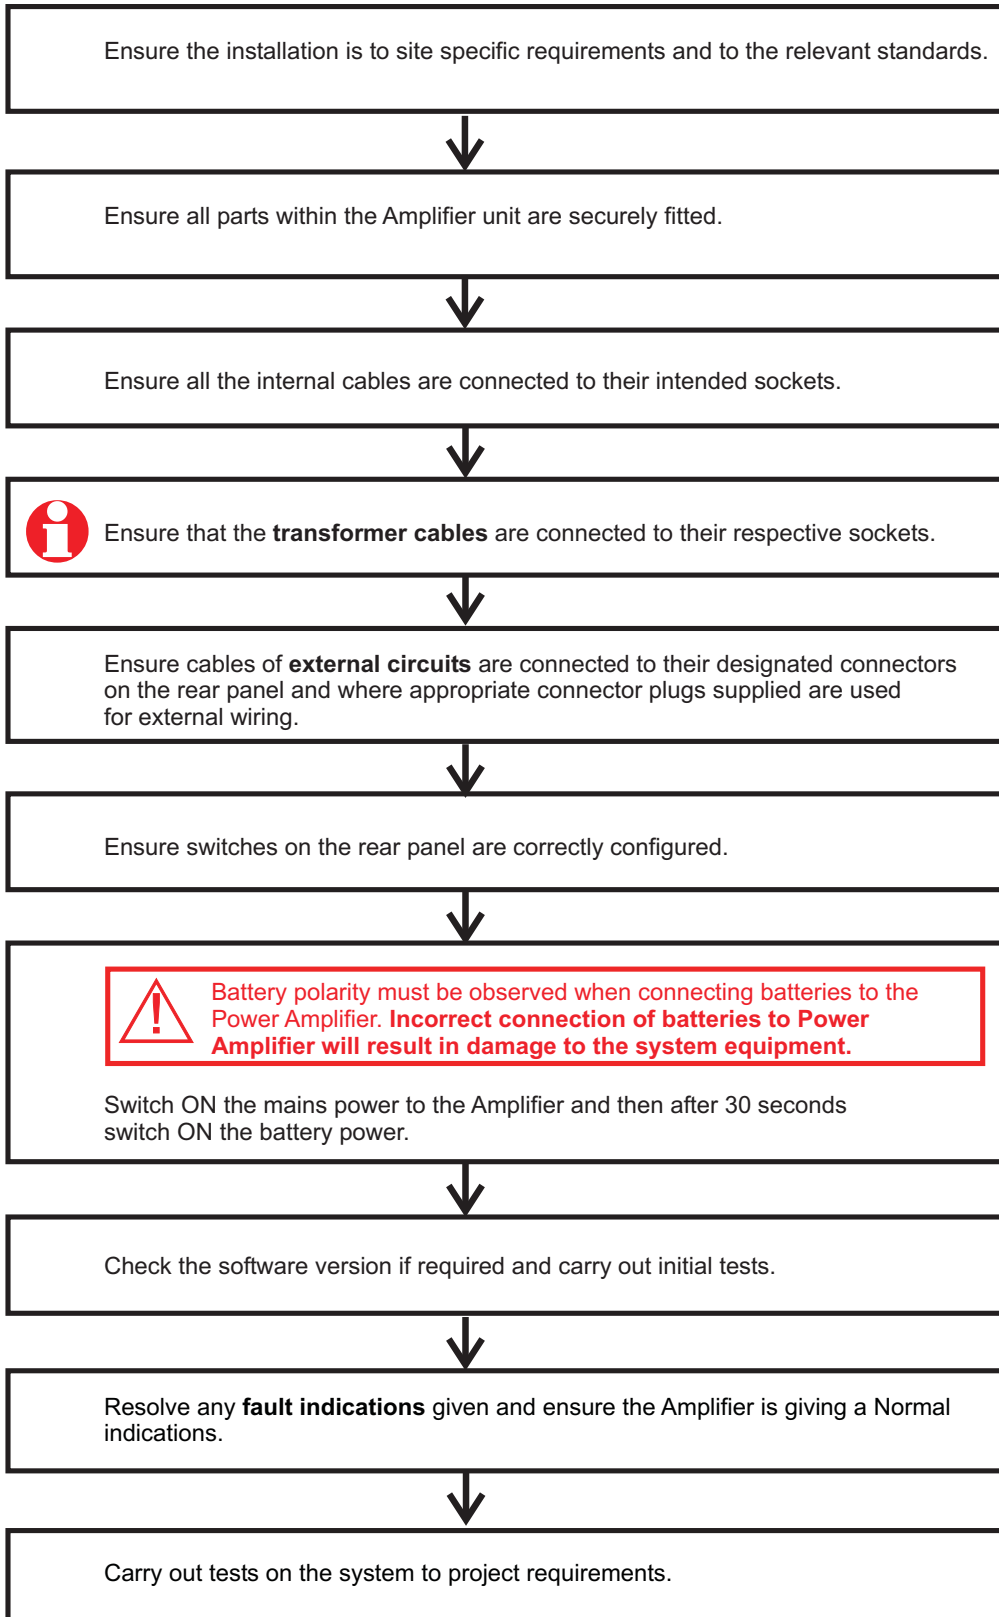 Ensure the installation is to site specific requirements and to the relevant standards.
Ensure all parts within the Amplifier unit are securely fitted.
Ensure all the internal cables are connected to their intended sockets.
Ensure that the transformer cables are connected to their respective sockets.
Ensure cables of external circuits are connected to their designated connectors
on the rear panel and where appropriate connector plugs supplied are used
for external wiring.
Ensure switches on the rear panel are correctly configured.
Battery polarity must be observed when connecting batteries to the
Power Amplifier. Incorrect connection of batteries to Power
Amplifier will result in damage to the system equipment.
Switch ON the mains power to the Amplifier and then after 30 seconds
switch ON the battery power.
Check the software version if required and carry out initial tests.
Resolve any fault indications given and ensure the Amplifier is giving a Normal
indications.
Carry out tests on the system to project requirements.